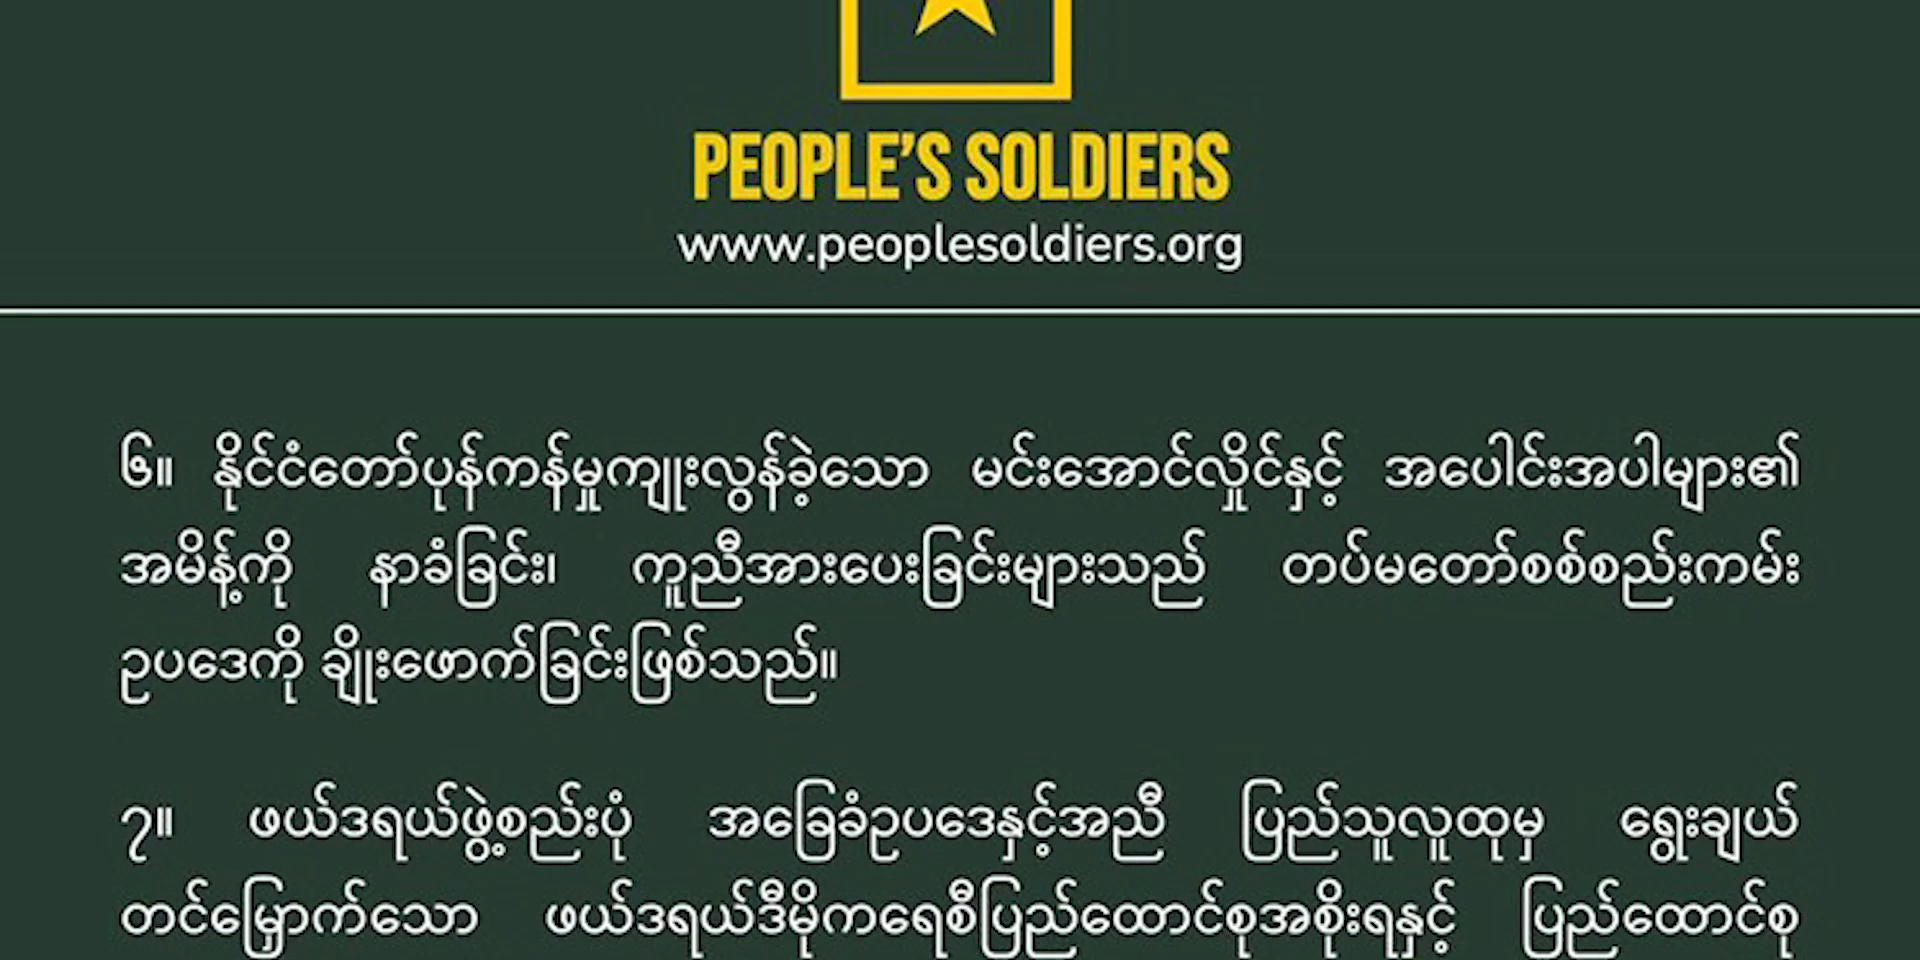 PEOPLE'S SOLDIERS
www.peoplesoldiers.org
၆။ နိုင်ငံတော်ပုန်ကန်မှုကျူးလွန်ခဲ့သော မင်းအောင်လှိုင်နှင့် အပေါင်းအပါများ၏
အမိန့်ကို နာခံခြင်း၊ ကူညီအားပေးခြင်းများသည် တပ်မတော်စစ်စည်းကမ်း
ဥပဒေကို ချိုးဖောက်ခြင်းဖြစ်သည်။
၇။ ဖယ်ဒရယ်ဖွဲ့စည်းပုံ အခြေခံဥပဒေနှင့်အညီ ပြည်သူလူထုမှ ရွေးချယ်
တင်မြှောက်သော ဖယ်ဒရယ်ဒီမိုကရေစီပြည်ထောင်စုအစိုးရနှင့် ပြည်ထောင်စု